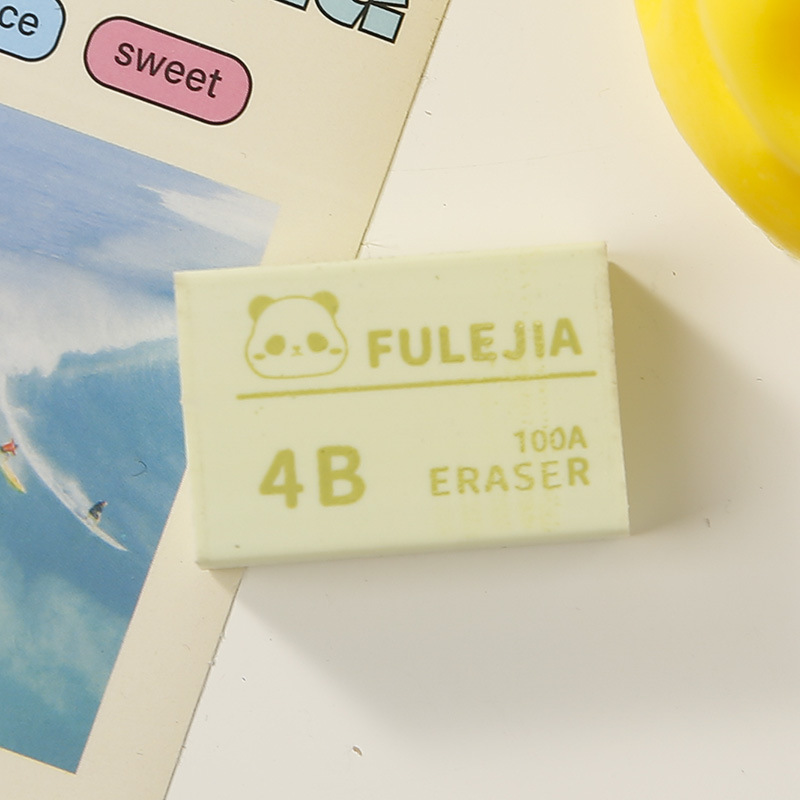 ce
sweet
FULEJIA
4B
100A
ERASER